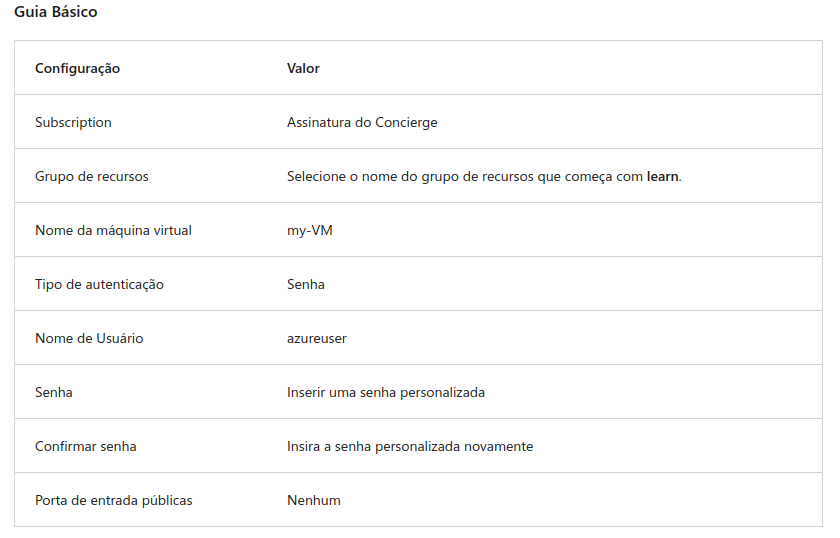 Guia Básico
Configuração Valor
Subscription Assinatura do Concierge
Grupo de recursos Selecione o nome do grupo de recursos que começa com learn.
Nome da máquina virtual my-VM
Tipo de autenticação Senha
Nome de Usuário azureuser
Senha Inserir uma senha personalizada
Confirmar senha Insira a senha personalizada novamente
Porta de entrada públicas Nenhum